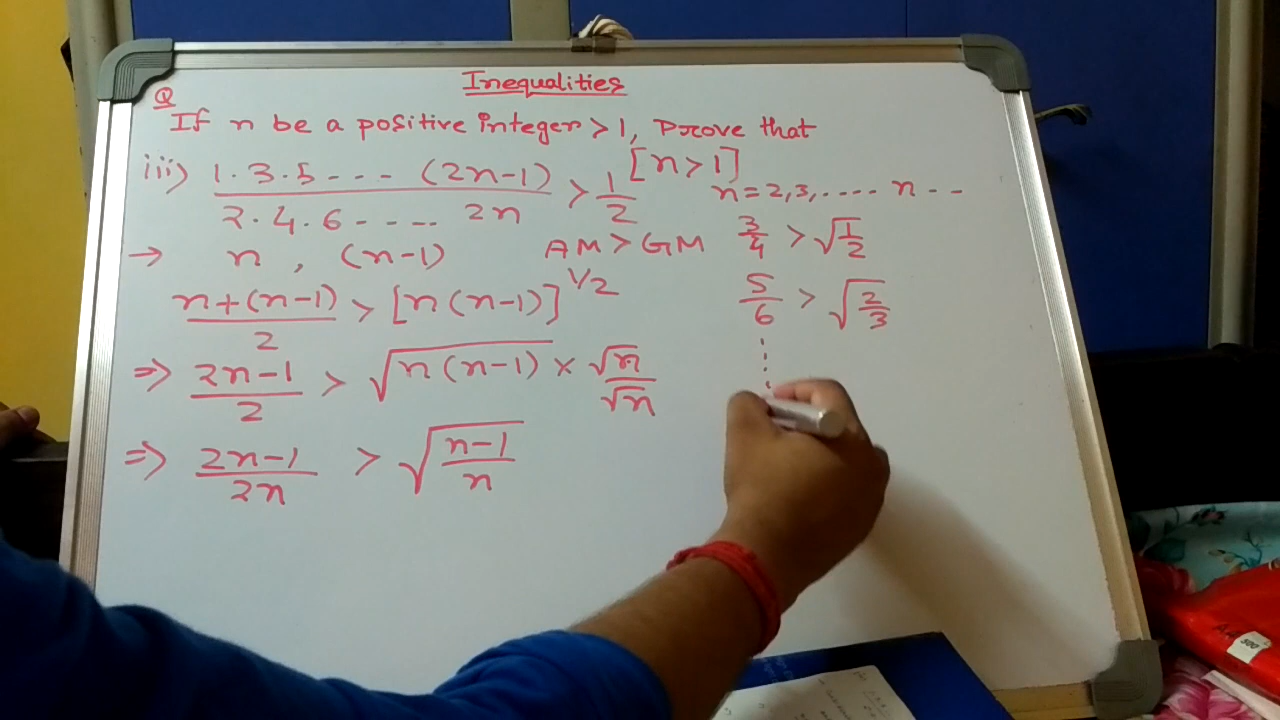 Inequalities
Q
If n be a positive integer > 1, prove that
iii) 1·3·5--- (2n-1) / 2·4·6---- 2n > 1/2 [n>1]
n=2,3,.... n--
→ n , (n-1) AM > GM
n+(n-1) / 2 > [n(n-1)]^1/2
⇒ 2n-1 / 2 > √n(n-1) × √n / √n
⇒ 2n-1 / 2n > √(n-1 / n)
3/4 > √1/2
5/6 > √2/3
500